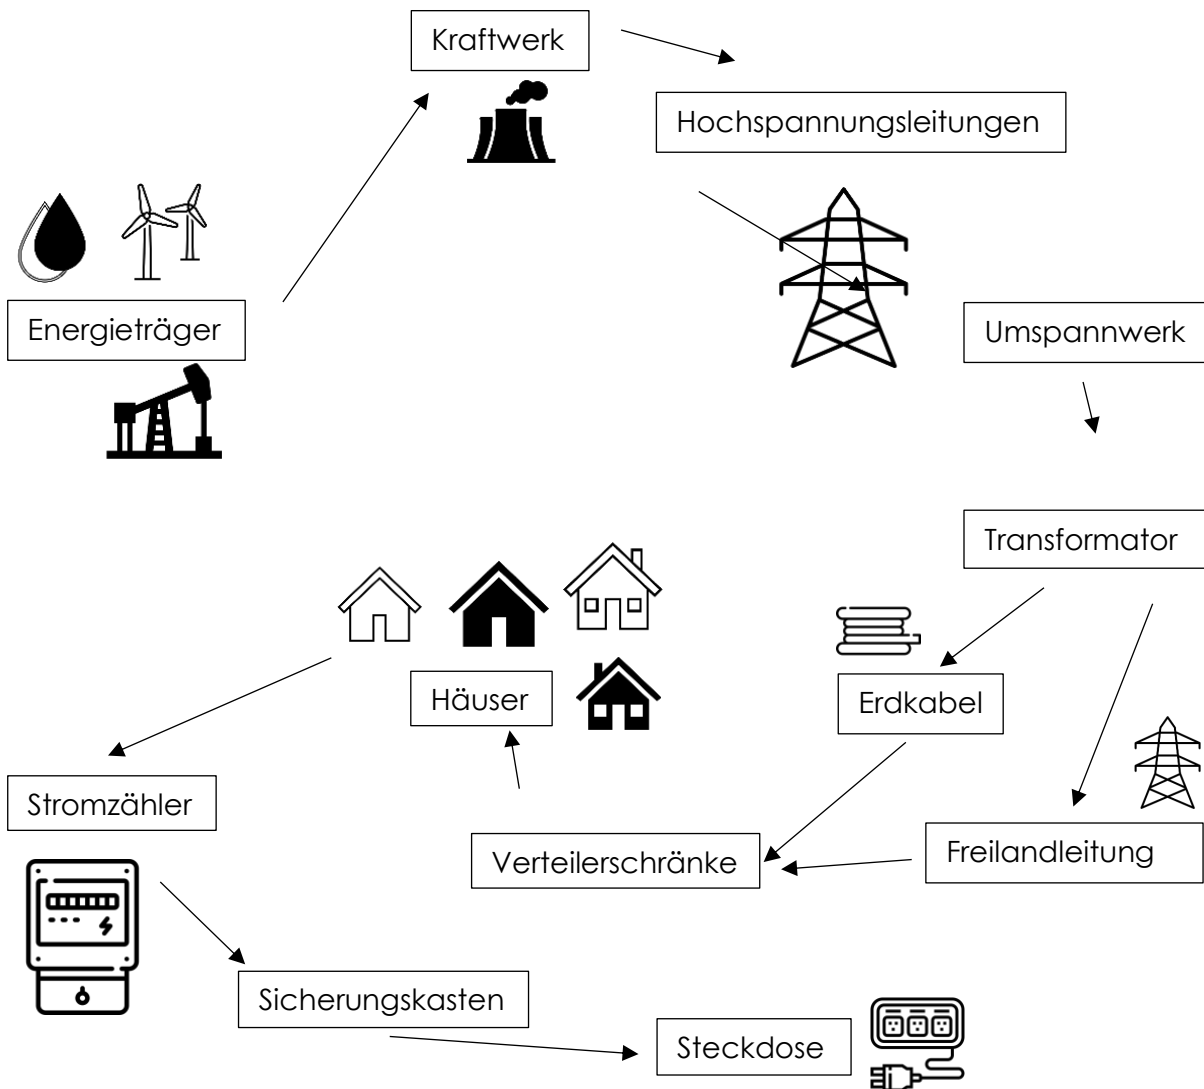 Kraftwerk
Hochspannungsleitungen
Energieträger
Umspannwerk
Transformator
Erdkabel
Häuser
Stromzähler
Verteilerschränke
Freilandleitung
Sicherungskasten
Steckdose